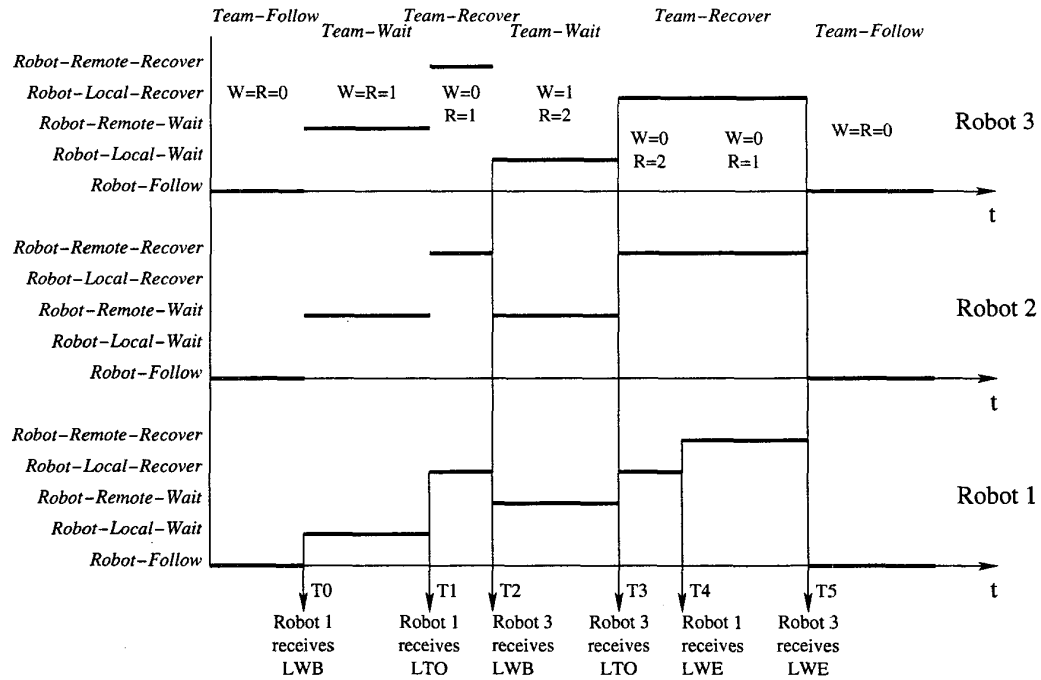 Team-Follow
Team-Wait
Team-Recover
Team-Wait
Team-Recover
Team-Follow
Robot-Remote-Recover
Robot-Local-Recover
Robot-Remote-Wait
Robot-Local-Wait
Robot-Follow
W=R=0
W=R=1
W=0
R=1
W=1
R=2
W=0
R=2
W=0
R=1
W=R=0
Robot 3
t
Robot-Remote-Recover
Robot-Local-Recover
Robot-Remote-Wait
Robot-Local-Wait
Robot-Follow
Robot 2
t
Robot-Remote-Recover
Robot-Local-Recover
Robot-Remote-Wait
Robot-Local-Wait
Robot-Follow
Robot 1
t
T0
T1
T2
T3
T4
T5
Robot 1
receives
LWB
Robot 1
receives
LTO
Robot 3
receives
LWB
Robot 3
receives
LTO
Robot 1
receives
LWE
Robot 3
receives
LWE